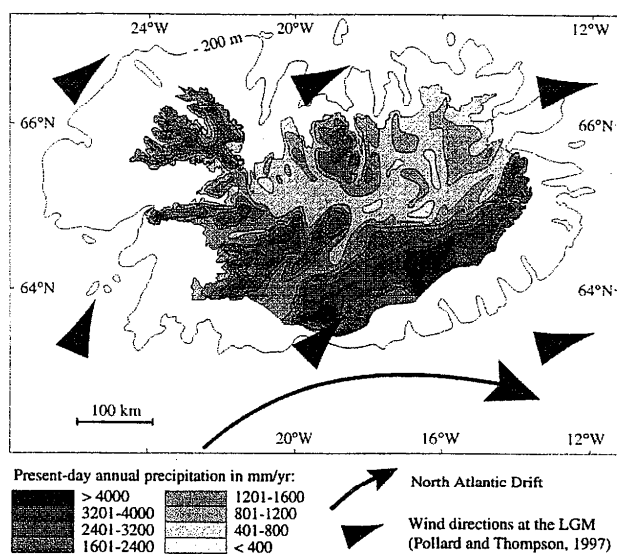 24°W 20°W 12°W
- 200 m
66°N 66°N
64°N 64°N
100 km
20°W 16°W 12°W
Present-day annual precipitation in mm/yr:
> 4000 1201-1600
3201-4000 801-1200
2401-3200 401-800
1601-2400 < 400
North Atlantic Drift
Wind directions at the LGM
(Pollard and Thompson, 1997)